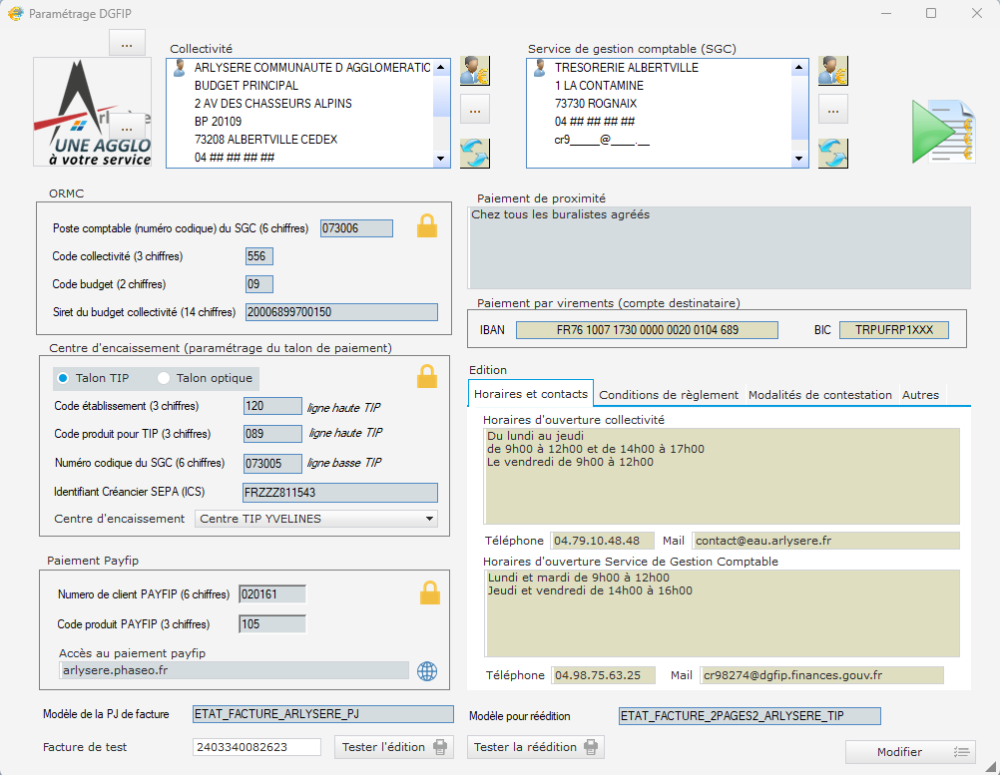 Paramétrage DGFIP
...
Collectivité
Service de gestion comptable (SGC)
ARLYSERE COMMUNAUTE D AGGLOMERATIC
BUDGET PRINCIPAL
2 AV DES CHASSEURS ALPINS
BP 20109
73208 ALBERTVILLE CEDEX
04 ## ## ## ##
...
TRESORERIE ALBERTVILLE
1 LA CONTAMINE
73730 ROGNAIX
04 ## ## ## ##
cr9_____@____.__
...
...
UNE AGGLO
à votre service
ORMC
Poste comptable (numéro codique) du SGC (6 chiffres) 073006
Code collectivité (3 chiffres) 556
Code budget (2 chiffres) 09
Siret du budget collectivité (14 chiffres) 20006899700150
Paiement de proximité
Chez tous les buralistes agréés
Paiement par virements (compte destinataire)
IBAN FR76 1007 1730 0000 0020 0104 689 BIC TRPUFRP1XXX
Centre d'encaissement (paramétrage du talon de paiement)
Talon TIP Talon optique
Code établissement (3 chiffres) 120 ligne haute TIP
Code produit pour TIP (3 chiffres) 089 ligne haute TIP
Numéro codique du SGC (6 chiffres) 073005 ligne basse TIP
Identifiant Créancier SEPA (ICS) FRZZZ811543
Centre d'encaissement Centre TIP YVELINES
Edition
Horaires et contacts Conditions de règlement Modalités de contestation Autres
Horaires d'ouverture collectivité
Du lundi au jeudi
de 9h00 à 12h00 et de 14h00 à 17h00
Le vendredi de 9h00 à 12h00
Téléphone 04.79.10.48.48 Mail contact@eau.arlysere.fr
Horaires d'ouverture Service de Gestion Comptable
Lundi et mardi de 9h00 à 12h00
Jeudi et vendredi de 14h00 à 16h00
Téléphone 04.98.75.63.25 Mail cr98274@dgfip.finances.gouv.fr
Paiement Payfip
Numero de client PAYFIP (6 chiffres) 020161
Code produit PAYFIP (3 chiffres) 105
Accès au paiement payfip
arlysere.phaseo.fr
Modèle de la PJ de facture ETAT_FACTURE_ARLYSERE_PJ
Modèle pour réédition ETAT_FACTURE_2PAGES2_ARLYSERE_TIP
Facture de test 2403340082623 Tester l'édition Tester la réédition
Modifier